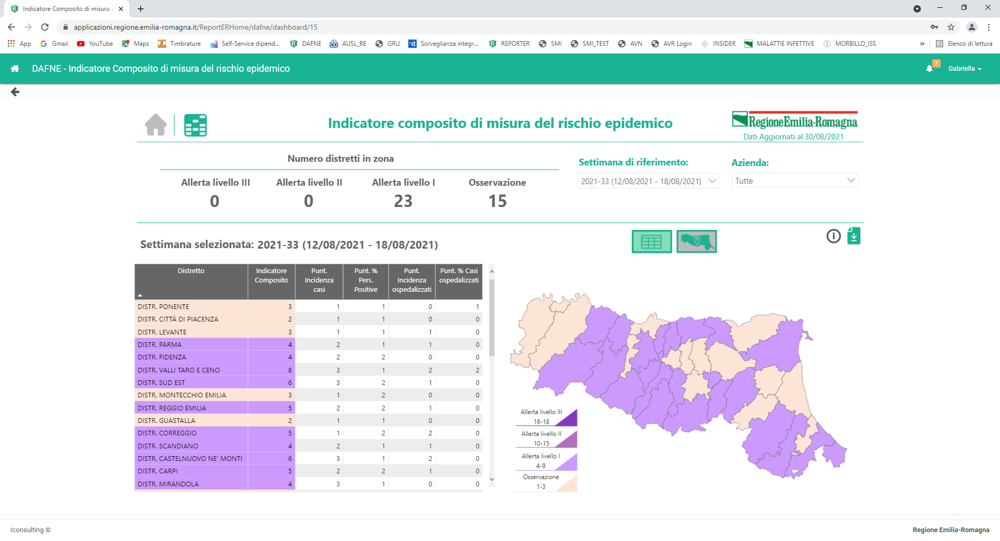 Indicatore Composito di misura
applicazioni.regione.emilia-romagna.it/ReportERHome/dafne/dashboard/15
App Gmail YouTube Maps Timbrature Self-Service dipend... DAFNE AUSL_RE GRU Sorveglianza integr... REPORTER SMI SMI_TEST AVN AVR Login INSIDER MALATTIE INFETTIVE MORBILLO_ISS » Elenco di lettura
DAFNE - Indicatore Composito di misura del rischio epidemico
7
Gabriella
Indicatore composito di misura del rischio epidemico
RegioneEmilia-Romagna
Dati Aggiornati al 30/08/2021
Numero distretti in zona
Allerta livello III Allerta livello II Allerta livello I Osservazione
0 0 23 15
Settimana di riferimento:
2021-33 (12/08/2021 - 18/08/2021)
Azienda:
Tutte
Settimana selezionata: 2021-33 (12/08/2021 - 18/08/2021)
Distretto Indicatore Composito Punt. Incidenza casi Punt. % Pers. Positive Punt. Incidenza ospedalizzati Punt. % Casi ospedalizzati
DISTR. PONENTE 3 1 1 0 1
DISTR. CITTÀ DI PIACENZA 2 1 1 0 0
DISTR. LEVANTE 3 1 1 1 0
DISTR. PARMA 4 2 1 1 0
DISTR. FIDENZA 4 2 2 0 0
DISTR. VALLI TARO E CENO 8 3 1 2 2
DISTR. SUD EST 6 3 2 1 0
DISTR. MONTECCHIO EMILIA 3 1 2 0 0
DISTR. REGGIO EMILIA 5 2 2 1 0
DISTR. GUASTALLA 2 1 1 0 0
DISTR. CORREGGIO 5 1 2 2 0
DISTR. SCANDIANO 4 2 1 1 0
DISTR. CASTELNUOVO NE' MONTI 6 3 1 2 0
DISTR. CARPI 5 2 2 1 0
DISTR. MIRANDOLA 4 3 1 0 0
Allerta livello III
16-18
Allerta livello II
10-15
Allerta livello I
4-9
Osservazione
1-3
Iconsulting ©
Regione Emilia-Romagna